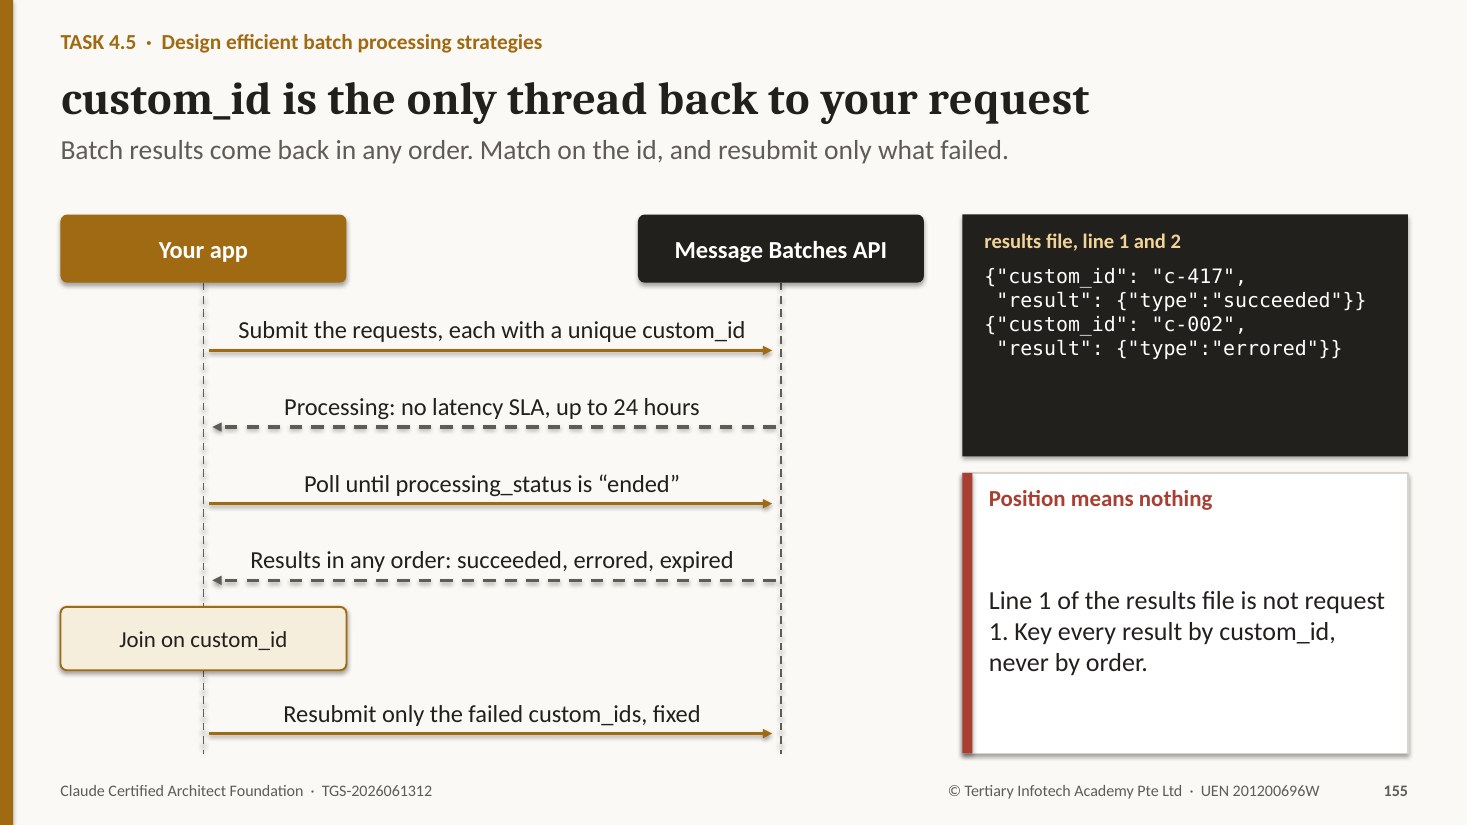 TASK 4.5 · Design efficient batch processing strategies
custom_id is the only thread back to your request
Batch results come back in any order. Match on the id, and resubmit only what failed.
Your app
Message Batches API
Submit the requests, each with a unique custom_id
Processing: no latency SLA, up to 24 hours
Poll until processing_status is “ended”
Results in any order: succeeded, errored, expired
Join on custom_id
Resubmit only the failed custom_ids, fixed
results file, line 1 and 2
{"custom_id": "c-417",
 "result": {"type":"succeeded"}}
{"custom_id": "c-002",
 "result": {"type":"errored"}}
Position means nothing
Line 1 of the results file is not request
1. Key every result by custom_id,
never by order.
Claude Certified Architect Foundation · TGS-2026061312
© Tertiary Infotech Academy Pte Ltd · UEN 201200696W
155